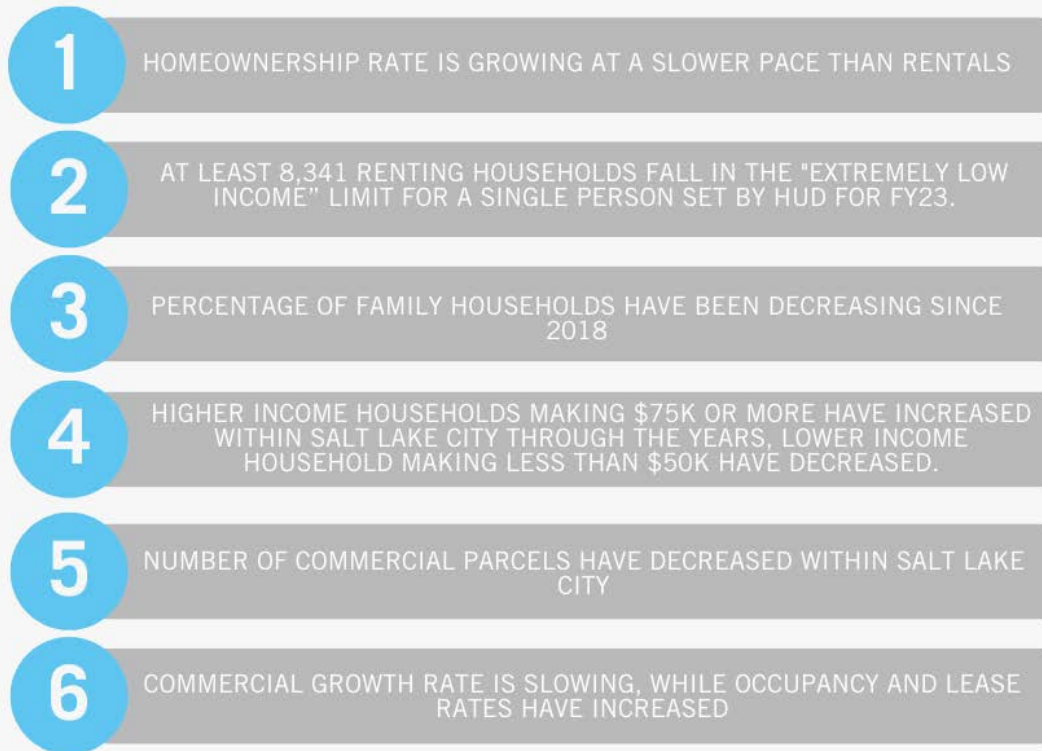 1
HOMEOWNERSHIP RATE IS GROWING AT A SLOWER PACE THAN RENTALS
2
AT LEAST 8,341 RENTING HOUSEHOLDS FALL IN THE "EXTREMELY LOW
INCOME” LIMIT FOR A SINGLE PERSON SET BY HUD FOR FY23.
3
PERCENTAGE OF FAMILY HOUSEHOLDS HAVE BEEN DECREASING SINCE
2018
4
HIGHER INCOME HOUSEHOLDS MAKING $75K OR MORE HAVE INCREASED
WITHIN SALT LAKE CITY THROUGH THE YEARS, LOWER INCOME
HOUSEHOLD MAKING LESS THAN $50K HAVE DECREASED.
5
NUMBER OF COMMERCIAL PARCELS HAVE DECREASED WITHIN SALT LAKE
CITY
6
COMMERCIAL GROWTH RATE IS SLOWING, WHILE OCCUPANCY AND LEASE
RATES HAVE INCREASED